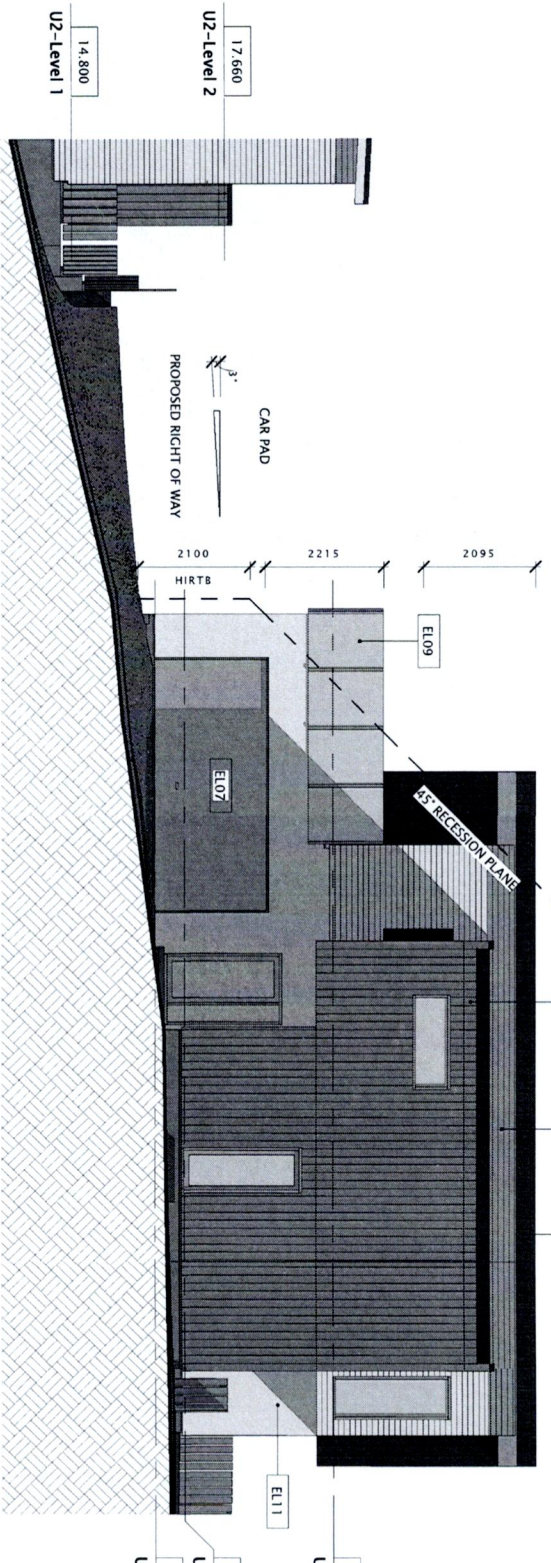 U2-Level 2
17.660
U2-Level 1
14.800
CAR PAD
3°
PROPOSED RIGHT OF WAY
2100
2215
2095
HIRTB
EL09
45° RECESSION PLANE
EL07
EL11